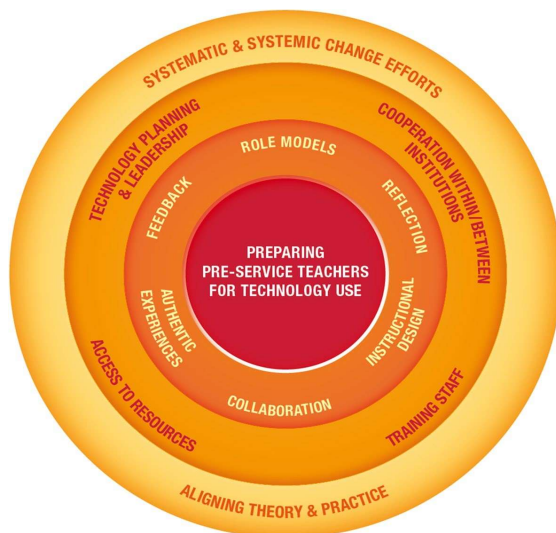 SYSTEMATIC & SYSTEMIC CHANGE EFFORTS
TECHNOLOGY PLANNING
& LEADERSHIP
COOPERATION WITHIN/BETWEEN
INSTITUTIONS
ROLE MODELS
FEEDBACK
REFLECTION
PREPARING
PRE-SERVICE TEACHERS
FOR TECHNOLOGY USE
AUTHENTIC
EXPERIENCES
INSTRUCTIONAL
DESIGN
COLLABORATION
ACCESS TO RESOURCES
TRAINING STAFF
ALIGNING THEORY & PRACTICE